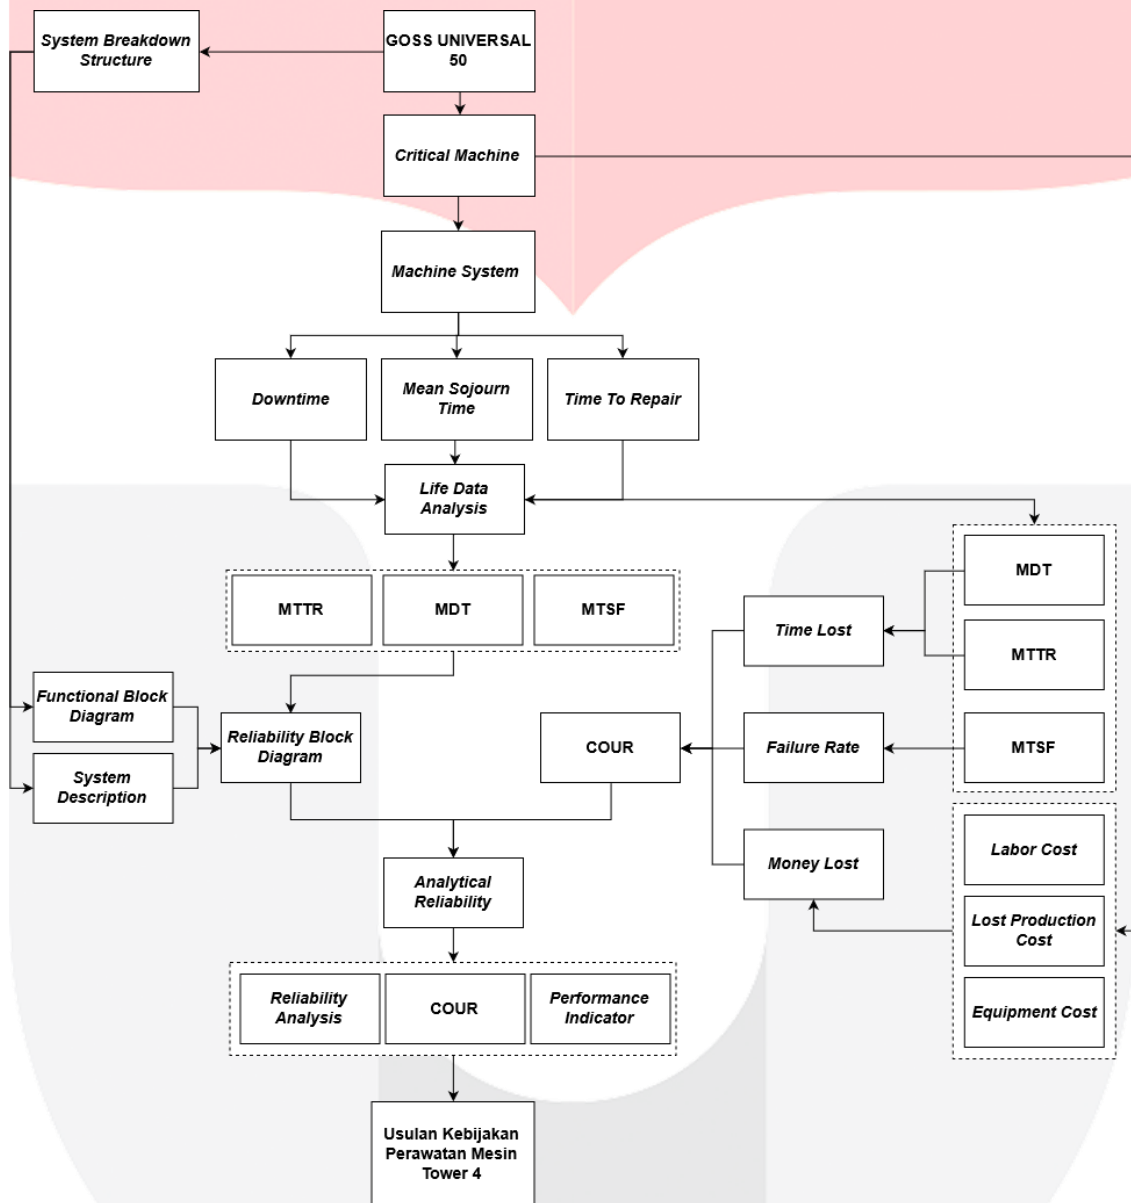 System Breakdown
Structure
GOSS UNIVERSAL
50
Critical Machine
Machine System
Downtime
Mean Sojourn
Time
Time To Repair
Life Data
Analysis
MTTR
MDT
MTSF
MDT
MTTR
MTSF
Time Lost
Failure Rate
Money Lost
COUR
Functional Block
Diagram
System
Description
Reliability Block
Diagram
Labor Cost
Lost Production
Cost
Equipment Cost
Analytical
Reliability
Reliability
Analysis
COUR
Performance
Indicator
Usulan Kebijakan
Perawatan Mesin
Tower 4